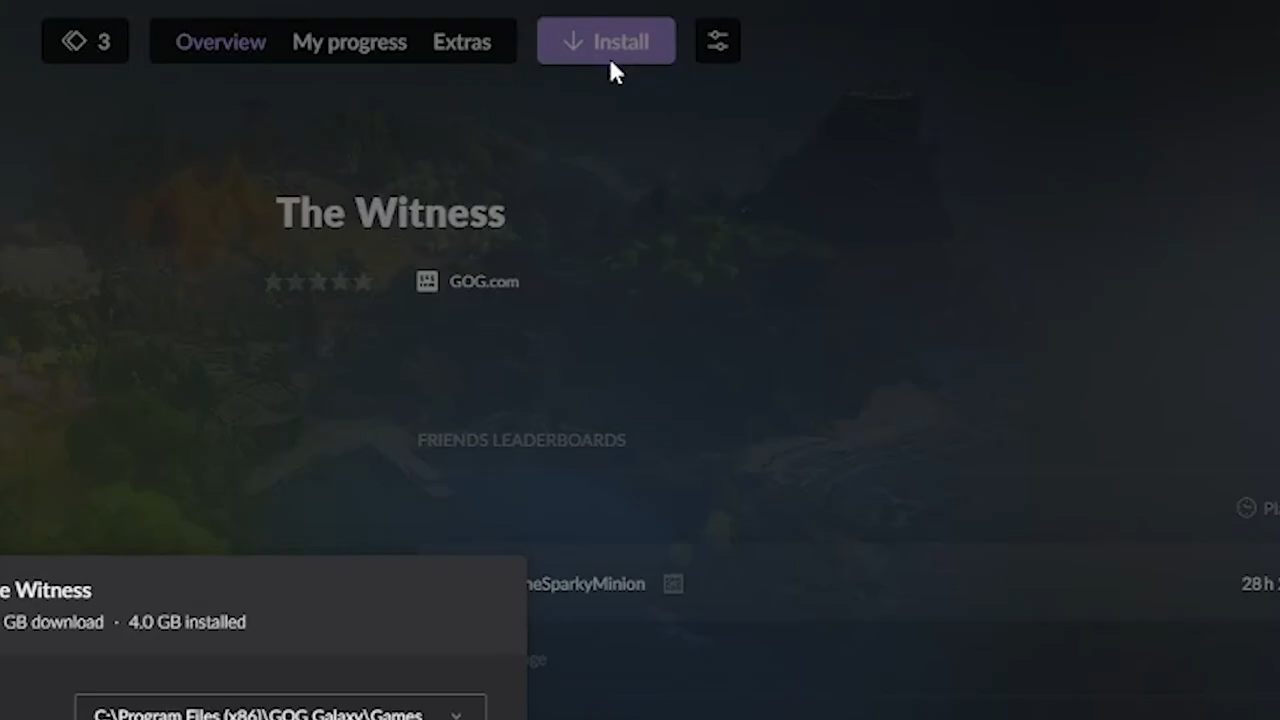 3 Overview My progress Extras Install
The Witness
GOG.com
FRIENDS LEADERBOARDS
e Witness
GB download · 4.0 GB installed
neSparkyMinion
28 h
C:\Program Files (x86)\GOG Galaxy\Games